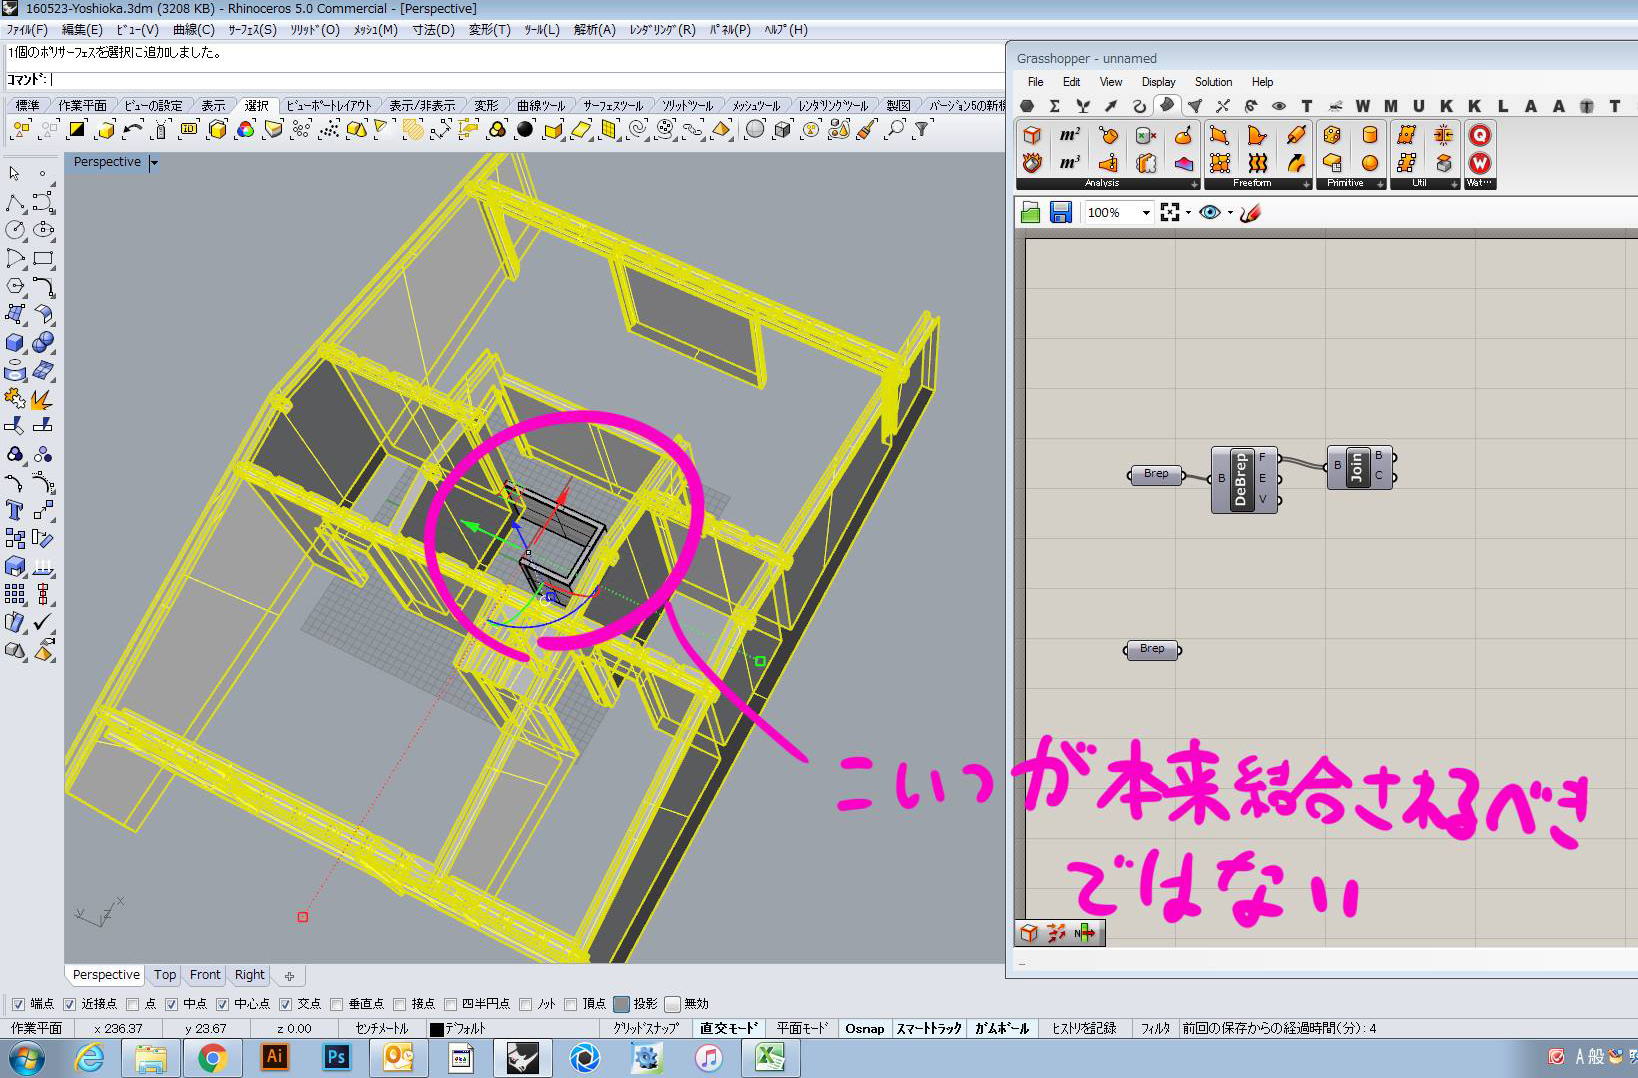 160523-Yoshioka.3dm (3208 KB) - Rhinoceros 5.0 Commercial - [Perspective]
ﾌｧｲﾙ(F) 編集(E) ﾋﾞｭｰ(V) 曲線(C) ｻｰﾌｪｽ(S) ｿﾘｯﾄﾞ(O) ﾒｯｼｭ(M) 寸法(D) 変形(T) ﾂｰﾙ(L) 解析(A) ﾚﾝﾀﾞﾘﾝｸﾞ(R) ﾊﾟﾈﾙ(P) ﾍﾙﾌﾟ(H)
1個のﾎﾟﾘｻｰﾌｪｽを選択に追加しました。
ｺﾏﾝﾄﾞ:
標準 作業平面 ﾋﾞｭｰの設定 表示 選択 ﾋﾞｭｰﾎﾟｰﾄﾚｲｱｳﾄ 表示/非表示 変形 曲線ﾂｰﾙ ｻｰﾌｪｽﾂｰﾙ ｿﾘｯﾄﾞﾂｰﾙ ﾒｯｼｭﾂｰﾙ ﾚﾝﾀﾞﾘﾝｸﾞﾂｰﾙ 製図 ﾊﾞｰｼﾞｮﾝ5の新機
Perspective
Grasshopper - unnamed
File Edit View Display Solution Help
T W M U K K L A A T
m² m³
Analysis Freeform Primitive Util Wat…
100%
Brep
B DeBrep F E V
B Join B C
Brep
こいつが本来結合されるべき
ではない
z y x
N
Perspective Top Front Right
端点 近接点 点 中点 中心点 交点 垂直点 接点 四半円点 ﾉｯﾄ 頂点 投影 無効
作業平面 x 236.37 y 23.67 z 0.00 ｾﾝﾁﾒｰﾄﾙ ﾃﾞﾌｫﾙﾄ ｸﾞﾘｯﾄﾞｽﾅｯﾌﾟ 直交ﾓｰﾄﾞ 平面ﾓｰﾄﾞ Osnap ｽﾏｰﾄﾄﾗｯｸ ｶﾞﾑﾎﾞｰﾙ ﾋｽﾄﾘを記録 ﾌｨﾙﾀ 前回の保存からの経過時間(分): 4
Ai Ps A 般